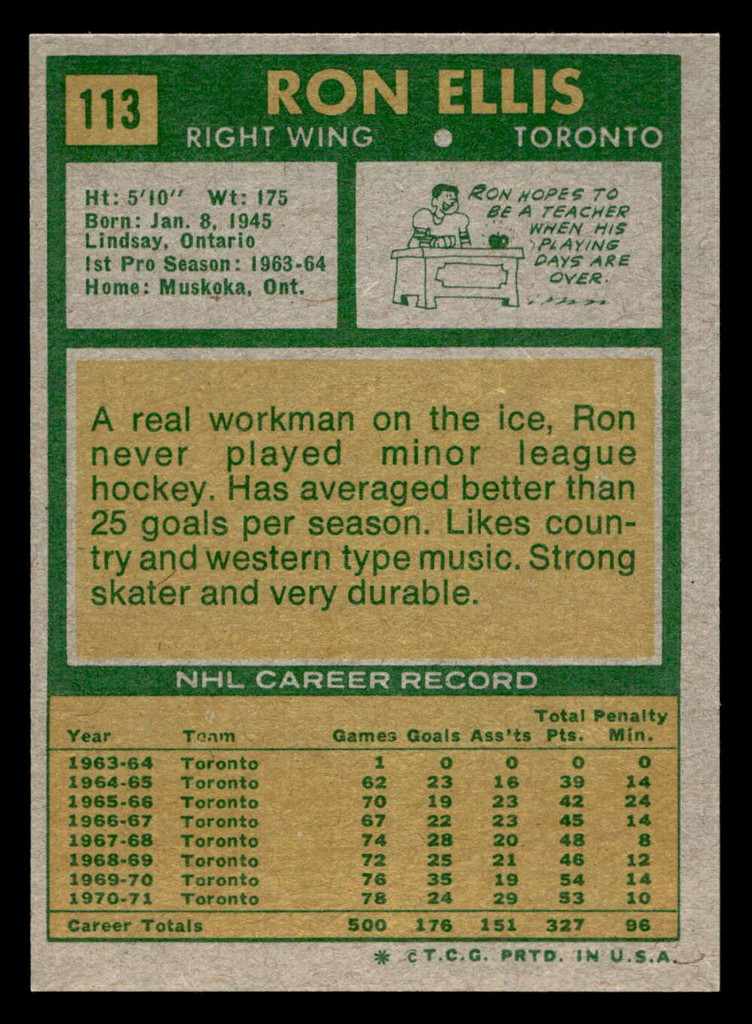 113
RON ELLIS
RIGHT WING ● TORONTO
Ht: 5'10'' Wt: 175
Born: Jan. 8, 1945
Lindsay, Ontario
1st Pro Season: 1963-64
Home: Muskoka, Ont.
RON HOPES TO
BE A TEACHER
WHEN HIS
PLAYING
DAYS ARE
OVER.
A real workman on the ice, Ron
never played minor league
hockey. Has averaged better than
25 goals per season. Likes coun-
try and western type music. Strong
skater and very durable.
NHL CAREER RECORD
Year Team Games Goals Ass'ts Total Pts. Penalty Min.
1963-64 Toronto 1 0 0 0 0
1964-65 Toronto 62 23 16 39 14
1965-66 Toronto 70 19 23 42 24
1966-67 Toronto 67 22 23 45 14
1967-68 Toronto 74 28 20 48 8
1968-69 Toronto 72 25 21 46 12
1969-70 Toronto 76 35 19 54 14
1970-71 Toronto 78 24 29 53 10
Career Totals 500 176 151 327 96
* © T.C.G. PRTD. IN U.S.A.